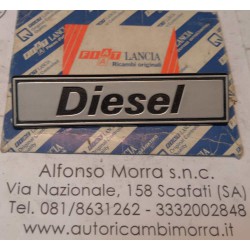 FIAT LANCIA
Ricambi originali
Diesel
Alfonso Morra s.n.c.
Via Nazionale, 158 Scafati (SA)
Tel. 081/8631262 - 3332002848
www.autoricambimorra.it